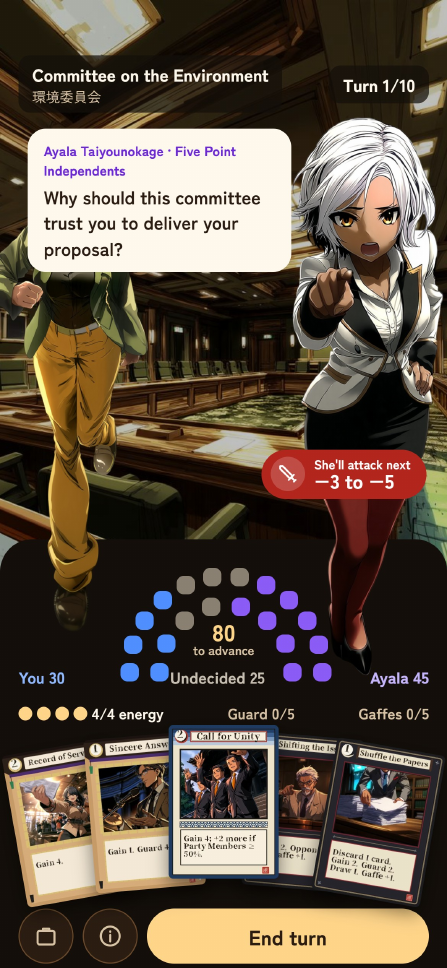 Committee on the Environment
環境委員会
Turn 1/10
Ayala Taiyounokage · Five Point
Independents
Why should this committee
trust you to deliver your
proposal?
She'll attack next
−3 to −5
80
to advance
You 30
Undecided 25
Ayala 45
4/4 energy
Guard 0/5
Gaffes 0/5
2 Record of Serv
Gain 4.
1 Sincere Answ
Gain 1. Guard 4
2 Call for Unity
Gain 4; +2 more if
Party Members ≥
50%.
Shifting the Iss
2. Oppon
Gaffe +1.
1 Shuffle the Papers
Discard 1 card.
Gain 2. Guard 2.
Draw 1. Gaffe +1.
End turn